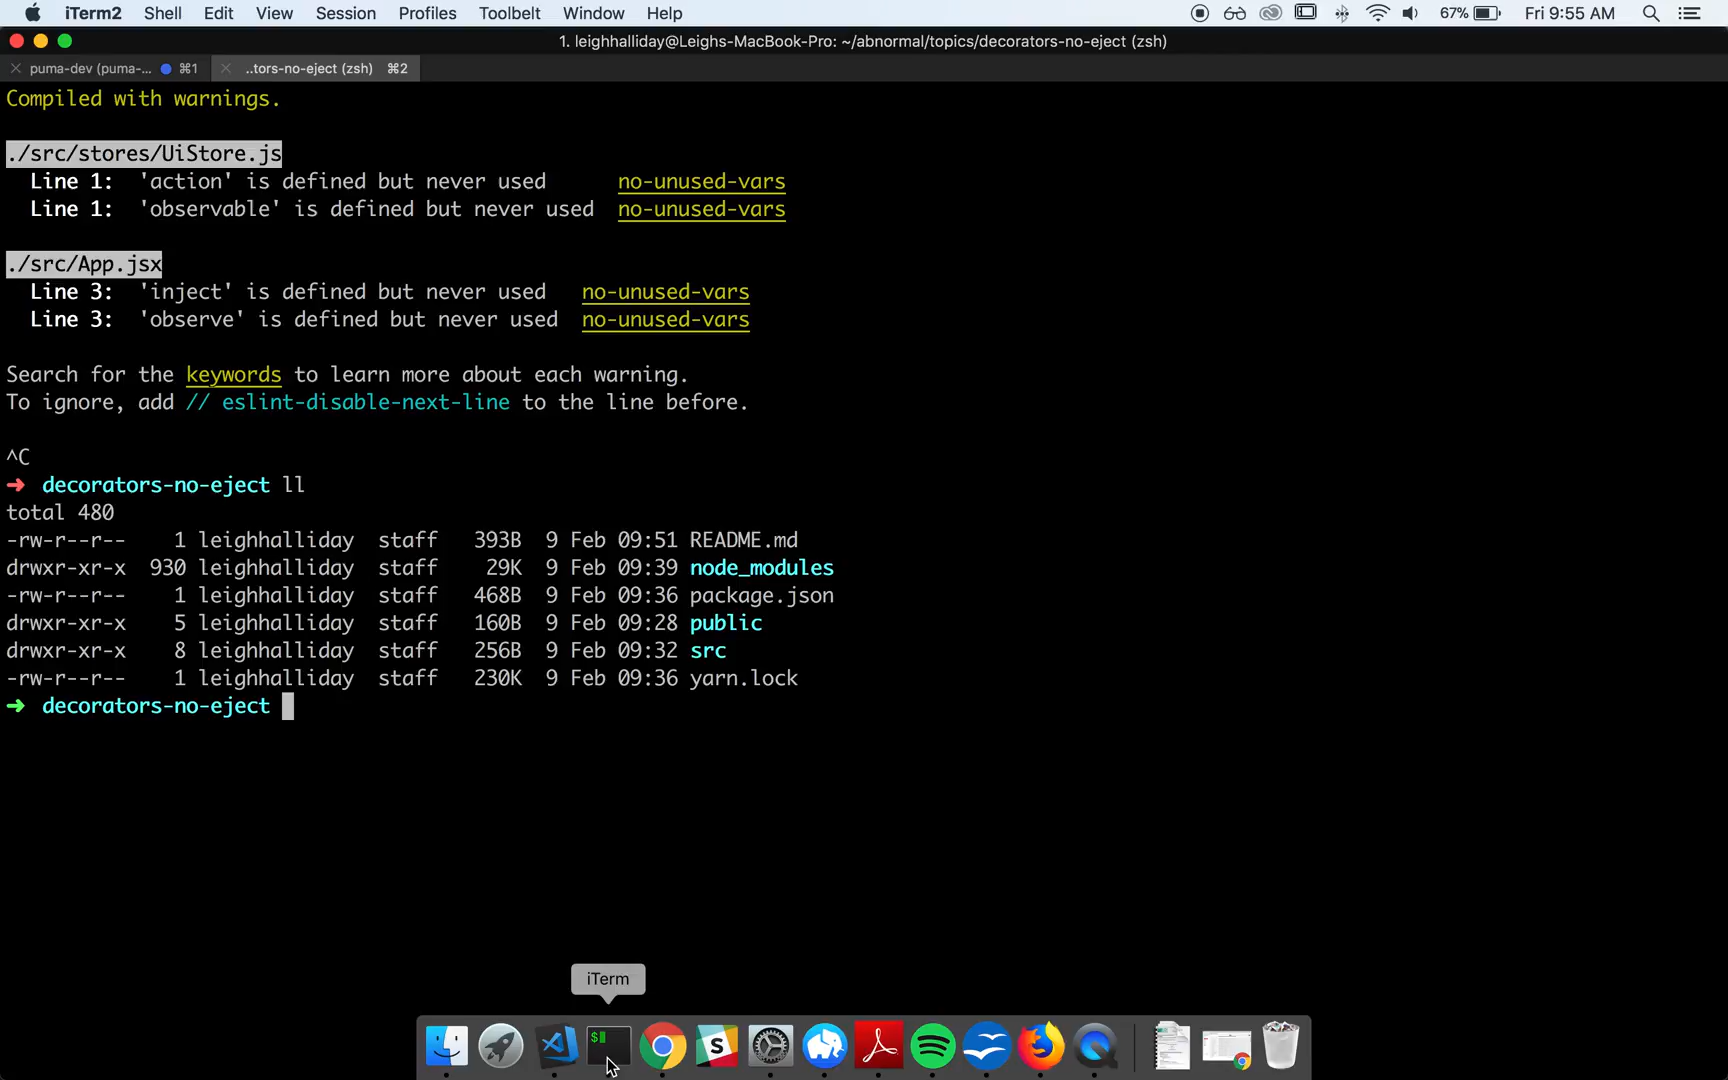 iTerm2 Shell Edit View Session Profiles Toolbelt Window Help 67% Fri 9:55 AM
1. leighhalliday@Leighs-MacBook-Pro: ~/abnormal/topics/decorators-no-eject (zsh)
puma-dev (puma-... ⌘1 ..tors-no-eject (zsh) ⌘2
Compiled with warnings.
./src/stores/UiStore.js
Line 1: 'action' is defined but never used no-unused-vars
Line 1: 'observable' is defined but never used no-unused-vars
./src/App.jsx
Line 3: 'inject' is defined but never used no-unused-vars
Line 3: 'observe' is defined but never used no-unused-vars
Search for the keywords to learn more about each warning.
To ignore, add // eslint-disable-next-line to the line before.
^C
➜ decorators-no-eject ll
total 480
-rw-r--r-- 1 leighhalliday staff 393B 9 Feb 09:51 README.md
drwxr-xr-x 930 leighhalliday staff 29K 9 Feb 09:39 node_modules
-rw-r--r-- 1 leighhalliday staff 468B 9 Feb 09:36 package.json
drwxr-xr-x 5 leighhalliday staff 160B 9 Feb 09:28 public
drwxr-xr-x 8 leighhalliday staff 256B 9 Feb 09:32 src
-rw-r--r-- 1 leighhalliday staff 230K 9 Feb 09:36 yarn.lock
➜ decorators-no-eject
iTerm
$
S